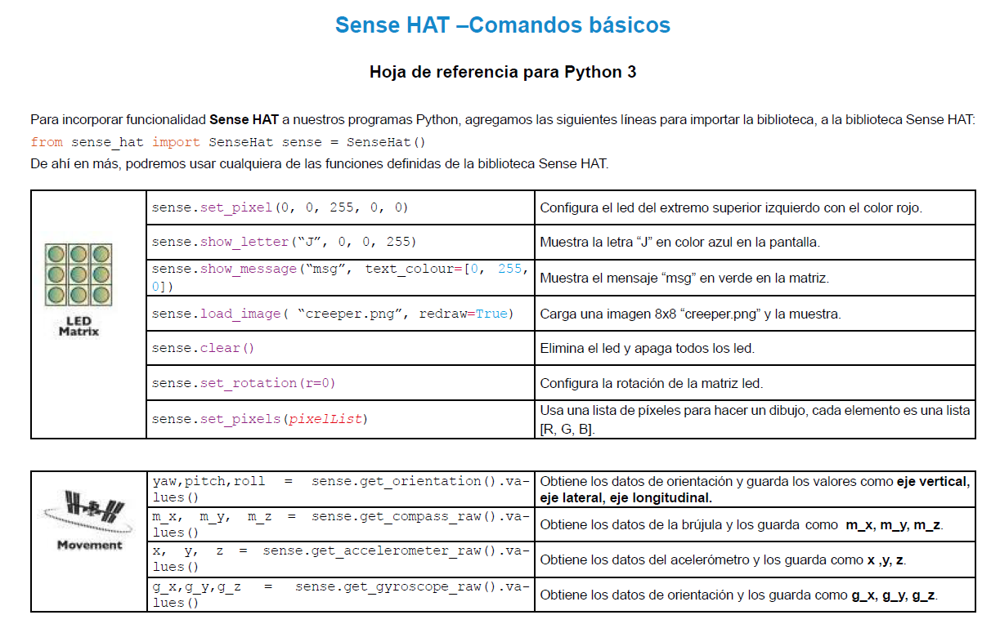 Sense HAT –Comandos básicos
Hoja de referencia para Python 3
Para incorporar funcionalidad Sense HAT a nuestros programas Python, agregamos las siguientes líneas para importar la biblioteca, a la biblioteca Sense HAT:
from sense_hat import SenseHat sense = SenseHat()
De ahí en más, podremos usar cualquiera de las funciones definidas de la biblioteca Sense HAT.
LED
Matrix
sense.set_pixel(0, 0, 255, 0, 0)
Configura el led del extremo superior izquierdo con el color rojo.
sense.show_letter(“J”, 0, 0, 255)
Muestra la letra “J” en color azul en la pantalla.
sense.show_message(“msg”, text_colour=[0, 255,
0])
Muestra el mensaje “msg” en verde en la matriz.
sense.load_image( “creeper.png”, redraw=True)
Carga una imagen 8x8 “creeper.png” y la muestra.
sense.clear()
Elimina el led y apaga todos los led.
sense.set_rotation(r=0)
Configura la rotación de la matriz led.
sense.set_pixels(pixelList)
Usa una lista de píxeles para hacer un dibujo, cada elemento es una lista
[R, G, B].
Movement
yaw,pitch,roll = sense.get_orientation().va-
lues()
Obtiene los datos de orientación y guarda los valores como eje vertical,
eje lateral, eje longitudinal.
m_x, m_y, m_z = sense.get_compass_raw().va-
lues()
Obtiene los datos de la brújula y los guarda como m_x, m_y, m_z.
x, y, z = sense.get_accelerometer_raw().va-
lues()
Obtiene los datos del acelerómetro y los guarda como x ,y, z.
g_x,g_y,g_z = sense.get_gyroscope_raw().va-
lues()
Obtiene los datos de orientación y los guarda como g_x, g_y, g_z.